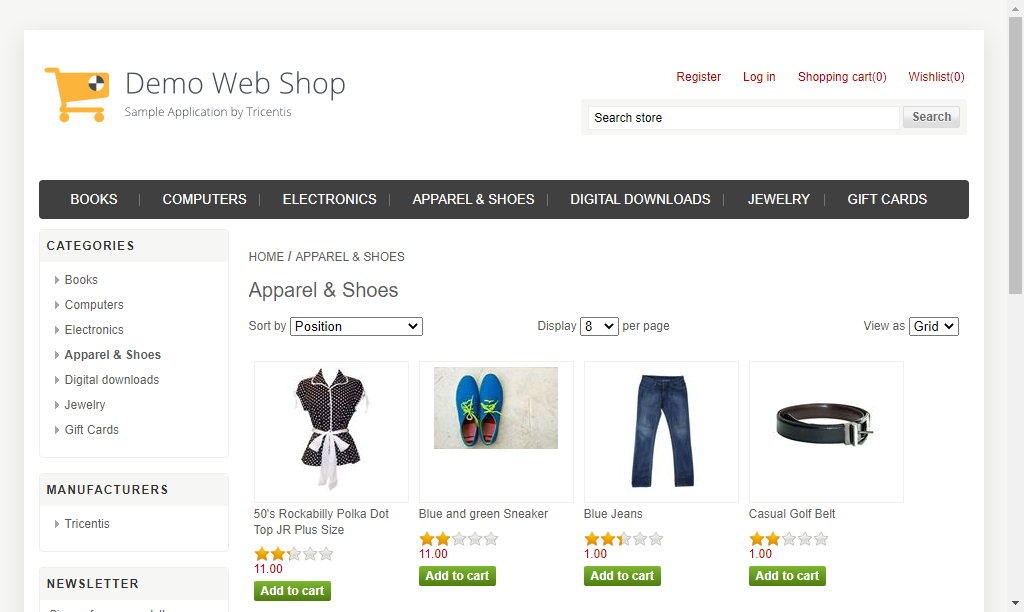 Demo Web Shop
Sample Application by Tricentis
Register Log in Shopping cart(0) Wishlist(0)
Search store Search
BOOKS COMPUTERS ELECTRONICS APPAREL & SHOES DIGITAL DOWNLOADS JEWELRY GIFT CARDS
CATEGORIES
Books
Computers
Electronics
Apparel & Shoes
Digital downloads
Jewelry
Gift Cards
MANUFACTURERS
Tricentis
NEWSLETTER
HOME / APPAREL & SHOES
Apparel & Shoes
Sort by Position Display 8 per page View as Grid
50's Rockabilly Polka Dot
Top JR Plus Size
11.00
Add to cart
Blue and green Sneaker
11.00
Add to cart
Blue Jeans
1.00
Add to cart
Casual Golf Belt
1.00
Add to cart